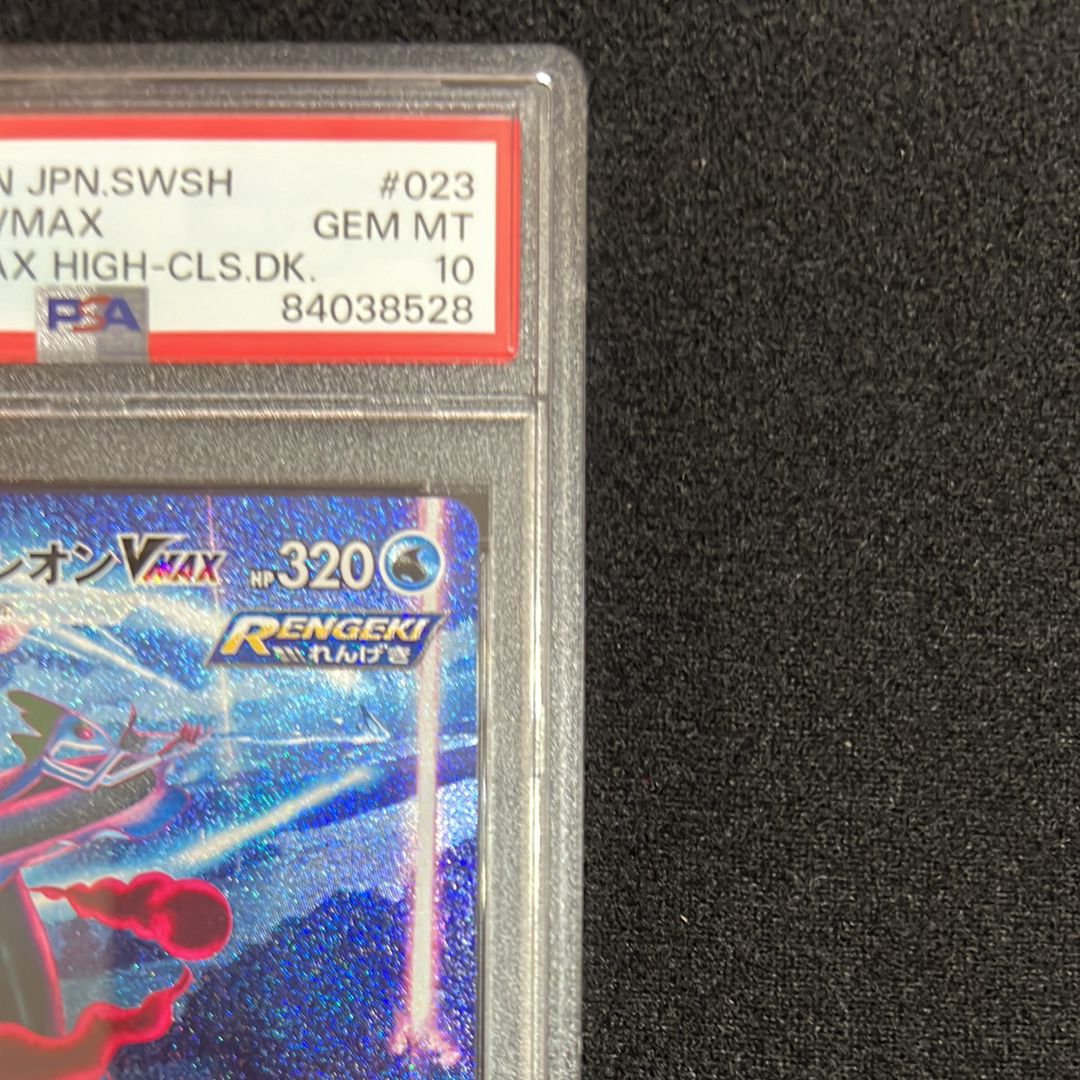 N JPN.SWSH #023
VMAX GEM MT
AX HIGH-CLS.DK. 10
PSA 84038528
レオンVMAX HP320
RENGEKI
れんげき